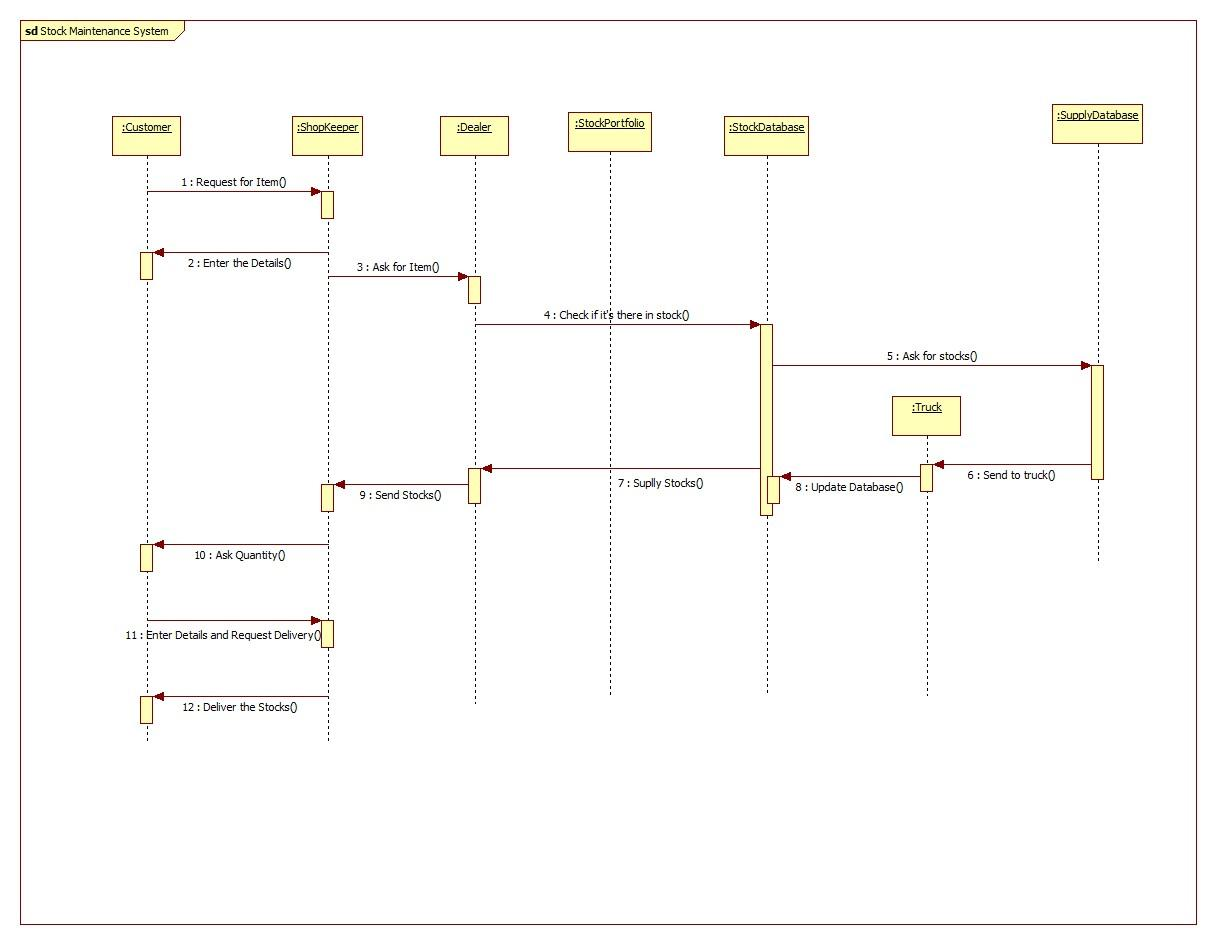 sd Stock Maintenance System
:Customer
:ShopKeeper
:Dealer
:StockPortfolio
:StockDatabase
:SupplyDatabase
1 : Request for Item()
2 : Enter the Details()
3 : Ask for Item()
4 : Check if it's there in stock()
5 : Ask for stocks()
:Truck
6 : Send to truck()
7 : Suplly Stocks()
8 : Update Database()
9 : Send Stocks()
10 : Ask Quantity()
11 : Enter Details and Request Delivery()
12 : Deliver the Stocks()